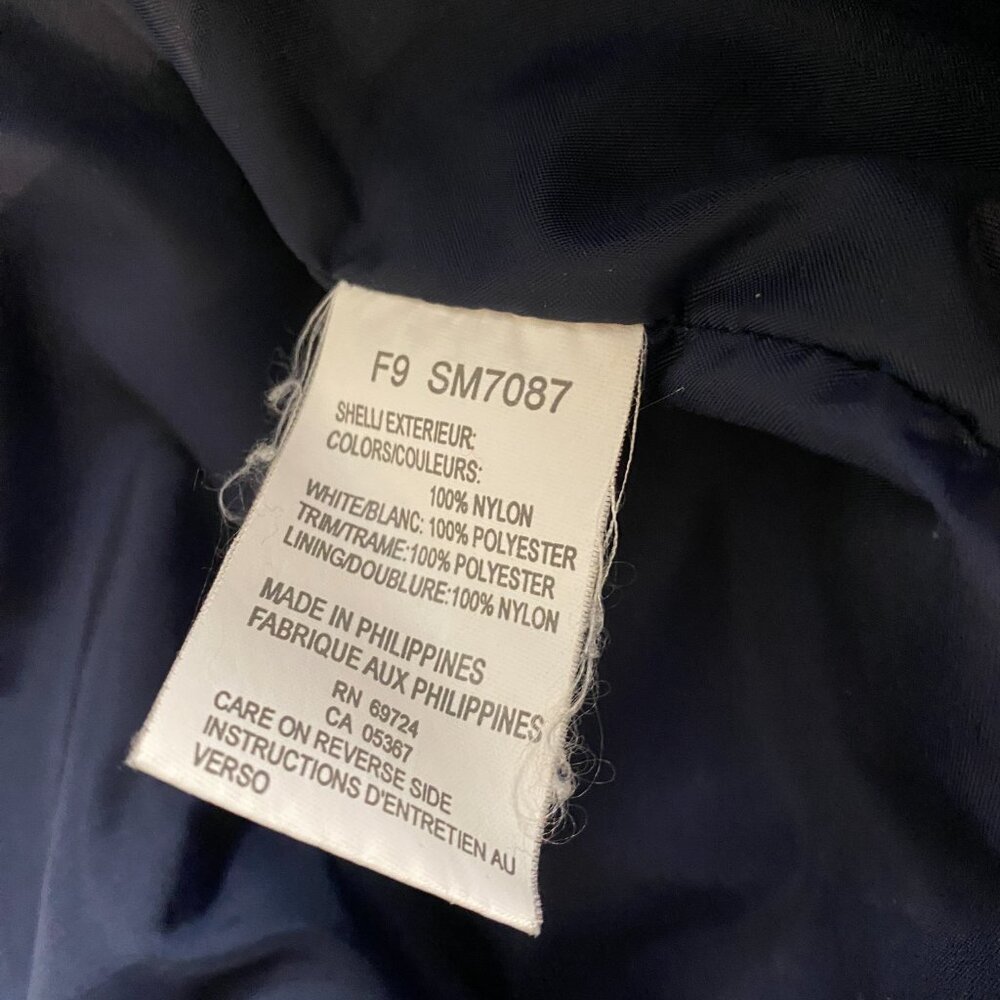 F9 SM7087
SHELL/EXTERIEUR:
COLORS/COULEURS:
100% NYLON
WHITE/BLANC: 100% POLYESTER
TRIM/TRAME:100% POLYESTER
LINING/DOUBLURE:100% NYLON
MADE IN PHILIPPINES
FABRIQUE AUX PHILIPPINES
RN 69724
CA 05367
CARE ON REVERSE SIDE
INSTRUCTIONS D'ENTRETIEN AU
VERSO